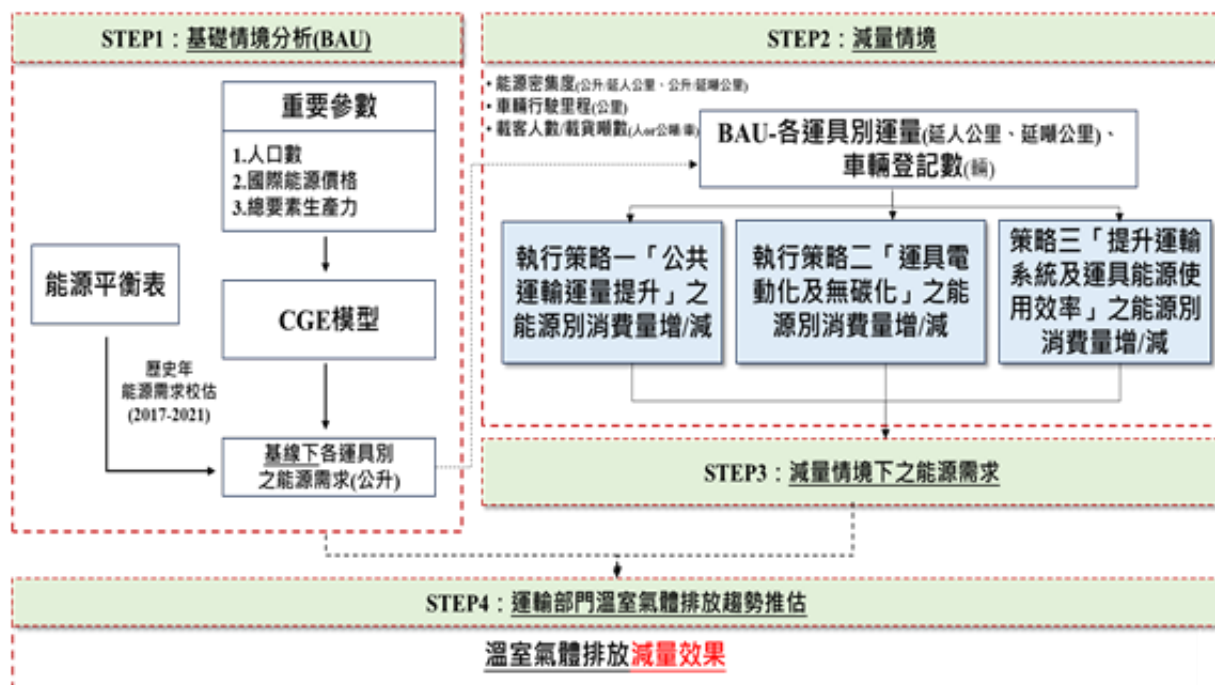 STEP1：基礎情境分析(BAU)
重要參數
1.人口數
2.國際能源價格
3.總要素生產力
能源平衡表
CGE模型
歷史年
能源需求校估
(2017-2021)
基線下各運具別
之能源需求(公升)
STEP2：減量情境
• 能源密集度(公升/延人公里、公升/延噸公里)
• 車輛行駛里程(公里)
• 載客人數/載貨噸數(人or公噸/車)
BAU-各運具別運量(延人公里、延噸公里)、
車輛登記數(輛)
執行策略一「公共
運輸運量提升」之
能源別消費量增/減
執行策略二「運具電
動化及無碳化」之能
源別消費量增/減
策略三「提升運輸
系統及運具能源使
用效率」之能源別
消費量增/減
STEP3：減量情境下之能源需求
STEP4：運輸部門溫室氣體排放趨勢推估
溫室氣體排放減量效果